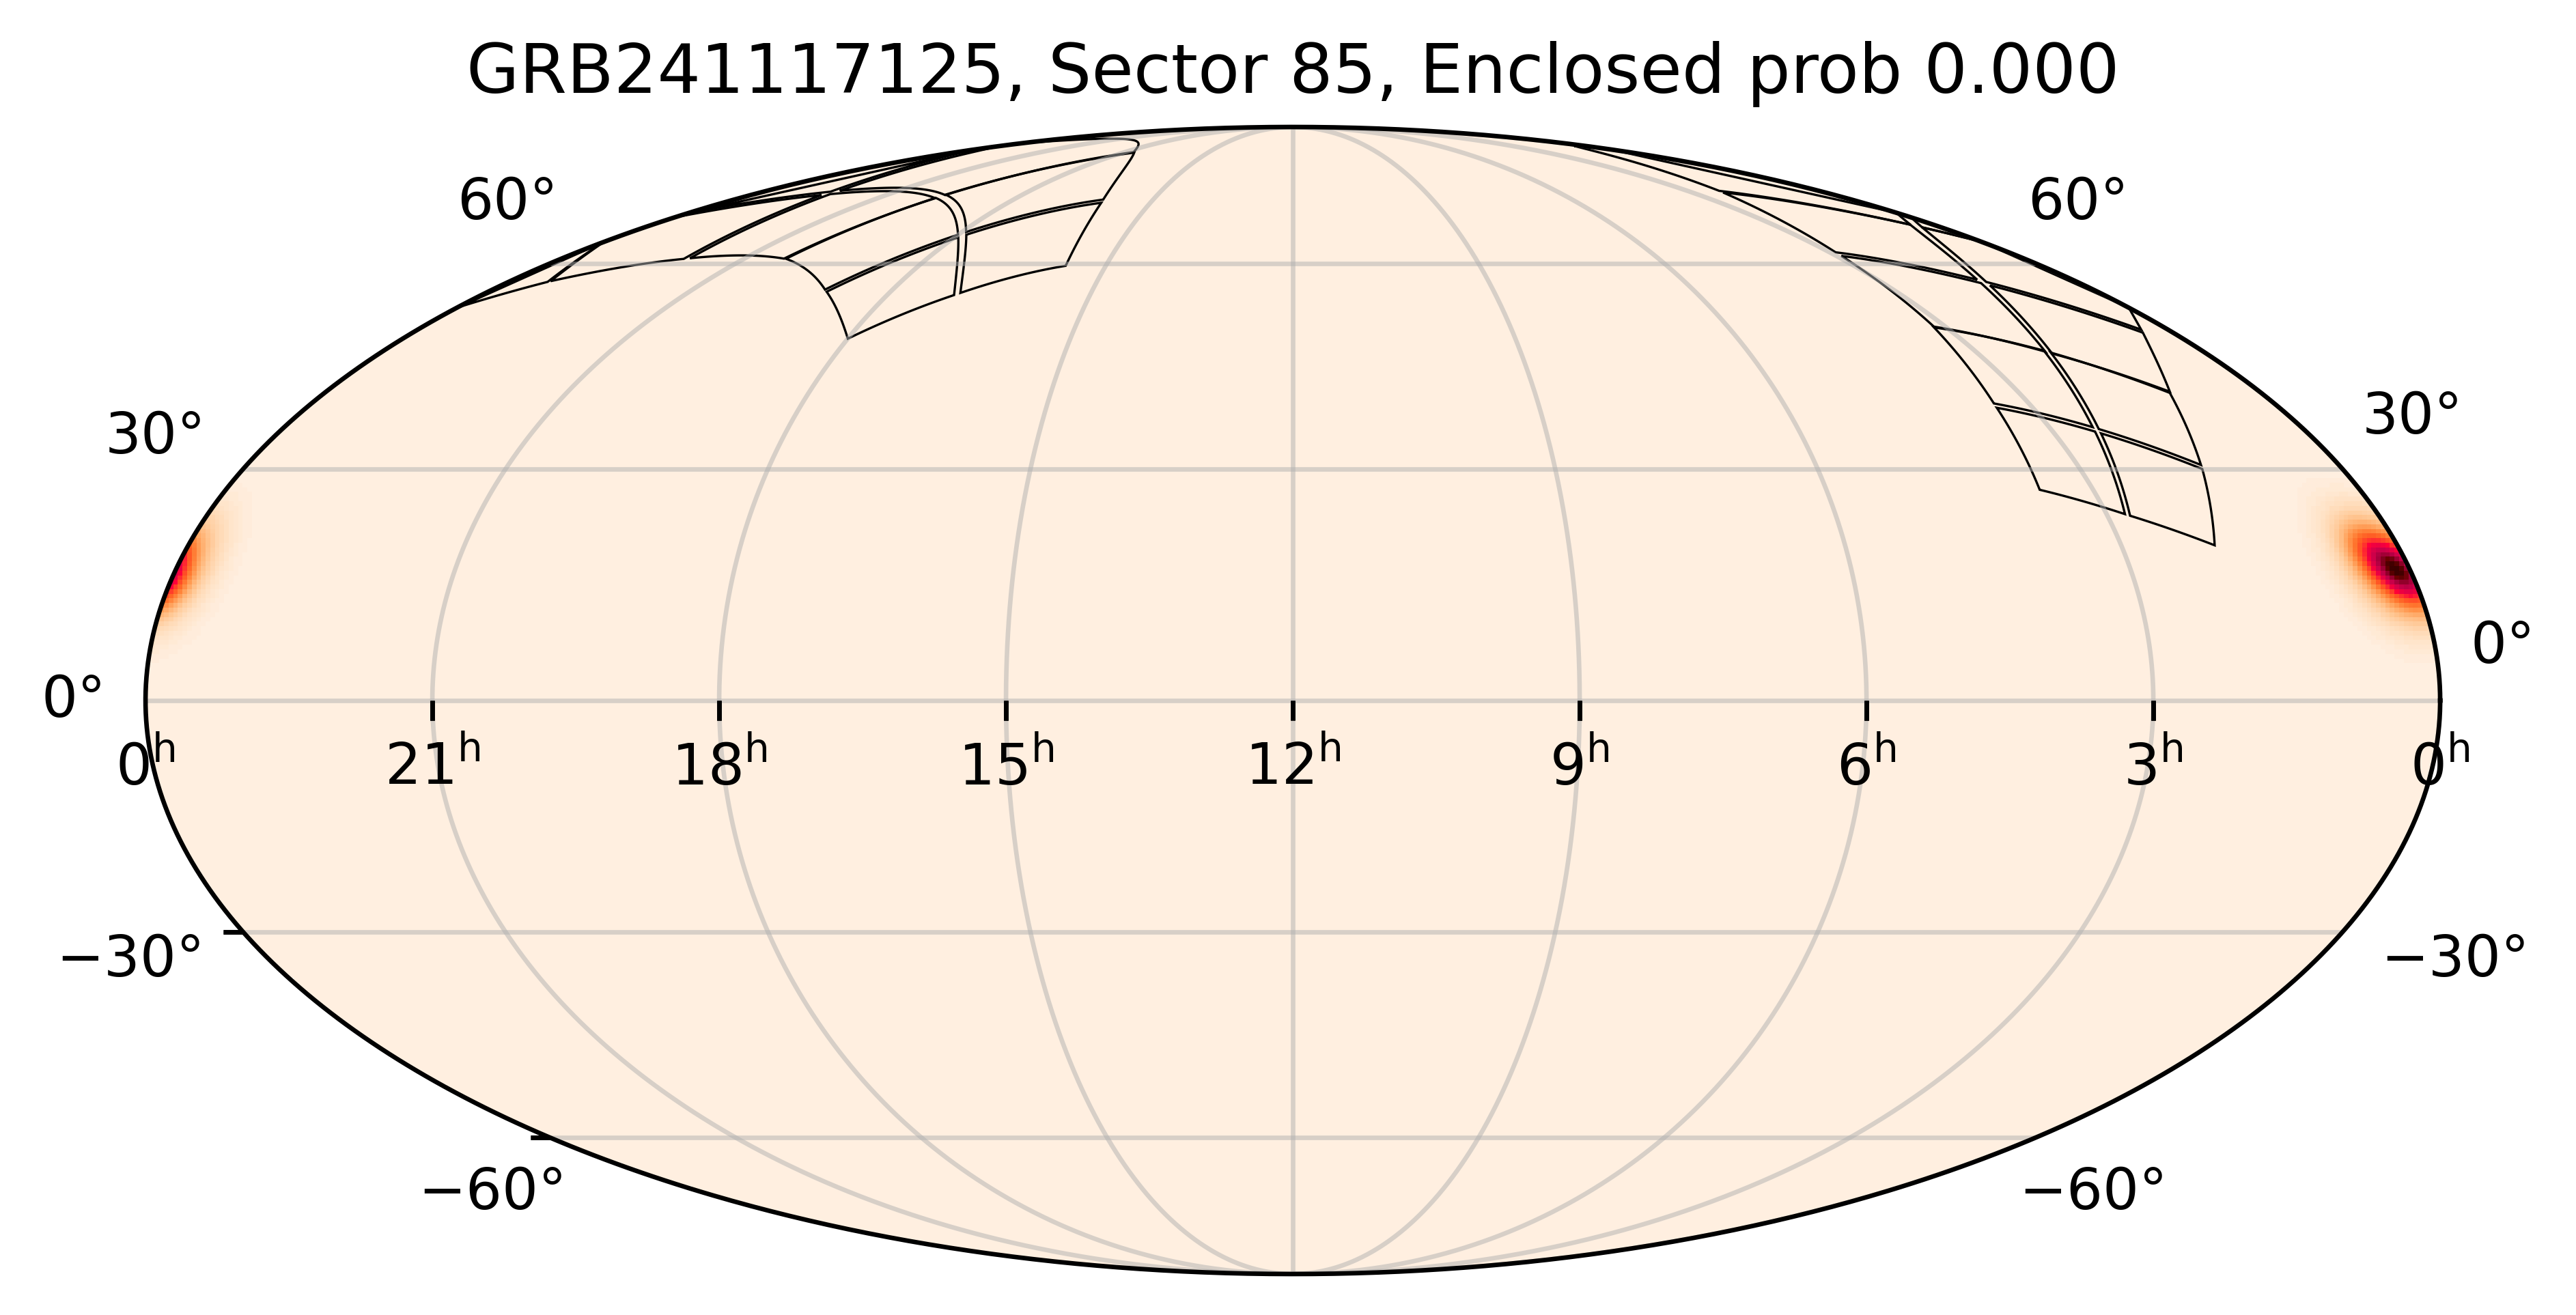 GRB241117125, Sector 85, Enclosed prob 0.000
60° 60°
30° 30°
0° 0°
0ʰ 21ʰ 18ʰ 15ʰ 12ʰ 9ʰ 6ʰ 3ʰ 0ʰ
−30° −30°
−60° −60°